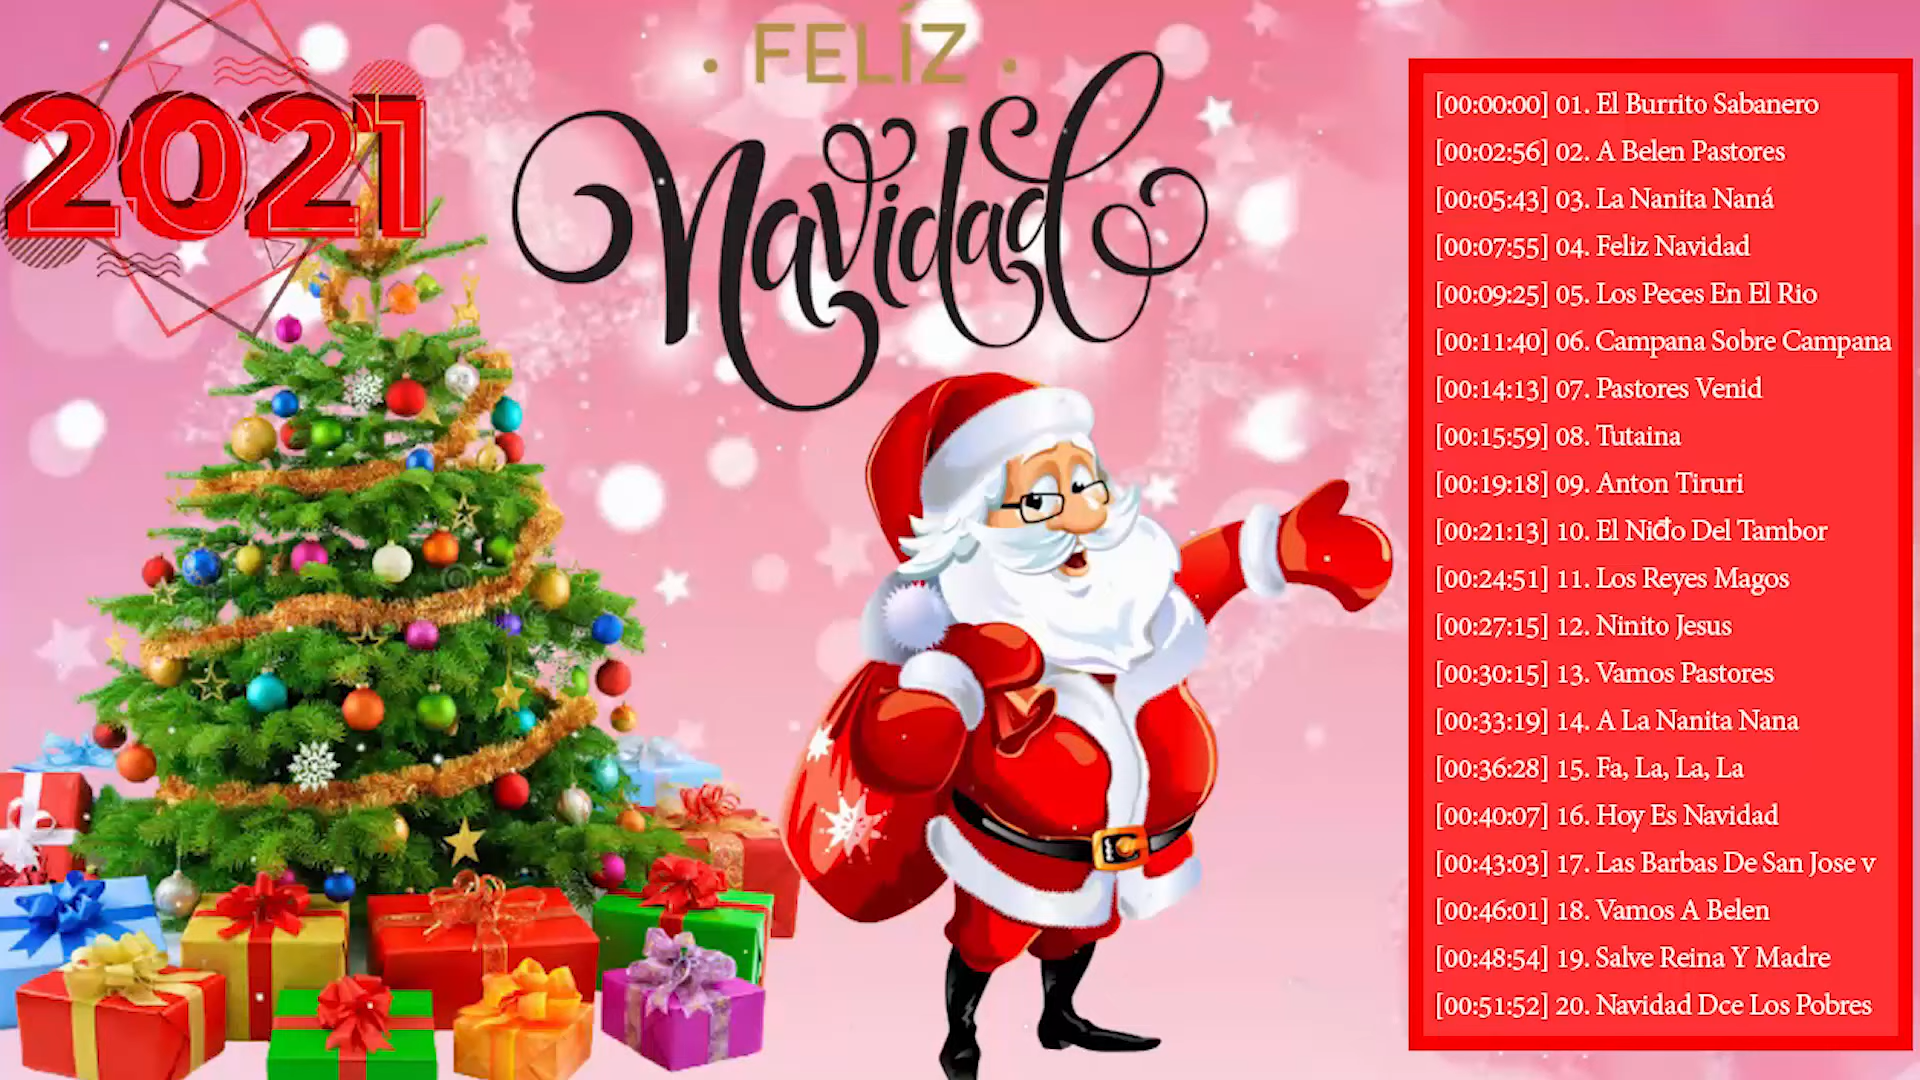 2021
· FELÍZ ·
Navidad
[00:00:00] 01. El Burrito Sabanero
[00:02:56] 02. A Belen Pastores
[00:05:43] 03. La Nanita Naná
[00:07:55] 04. Feliz Navidad
[00:09:25] 05. Los Peces En El Rio
[00:11:40] 06. Campana Sobre Campana
[00:14:13] 07. Pastores Venid
[00:15:59] 08. Tutaina
[00:19:18] 09. Anton Tiruri
[00:21:13] 10. El Niđo Del Tambor
[00:24:51] 11. Los Reyes Magos
[00:27:15] 12. Ninito Jesus
[00:30:15] 13. Vamos Pastores
[00:33:19] 14. A La Nanita Nana
[00:36:28] 15. Fa, La, La, La
[00:40:07] 16. Hoy Es Navidad
[00:43:03] 17. Las Barbas De San Jose v
[00:46:01] 18. Vamos A Belen
[00:48:54] 19. Salve Reina Y Madre
[00:51:52] 20. Navidad Dce Los Pobres